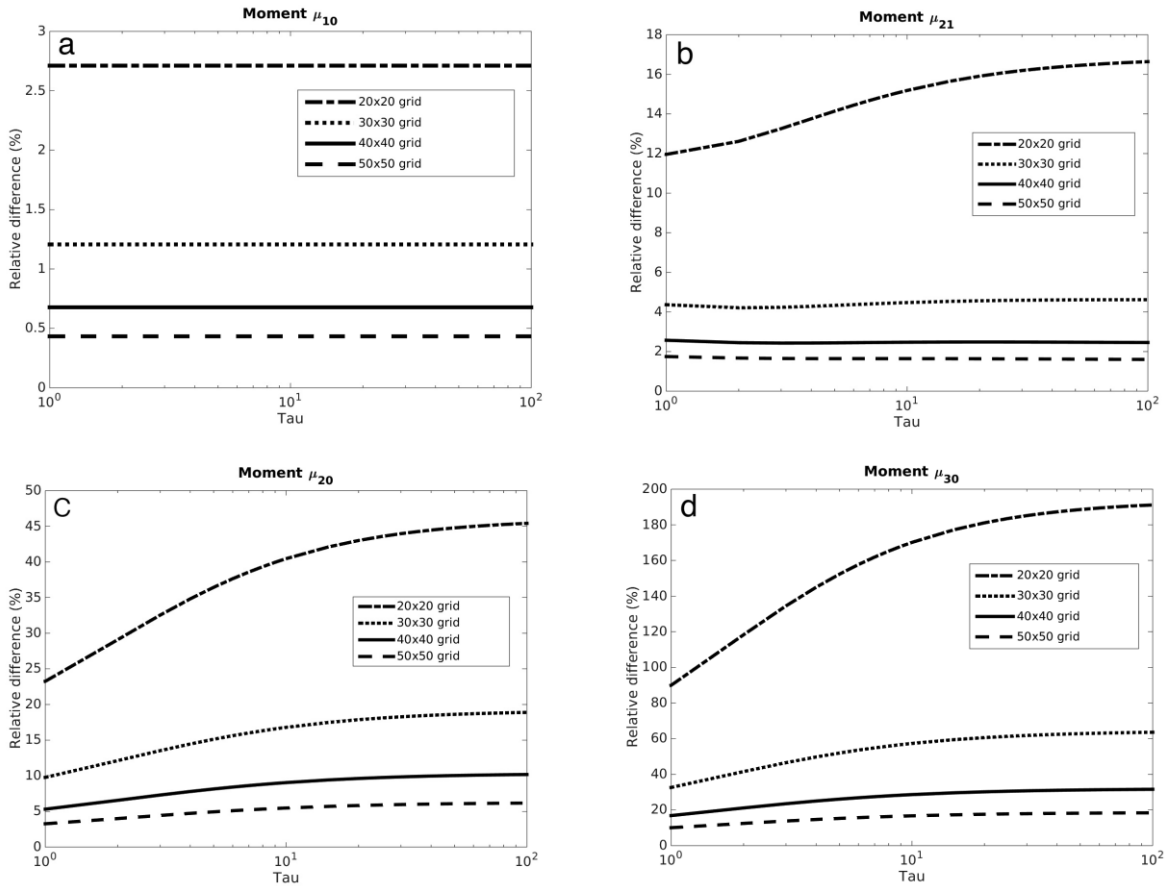 Moment μ10
a
3
2.5
2
1.5
1
0.5
0
Relative difference (%)
20x20 grid
30x30 grid
40x40 grid
50x50 grid
10^0
10^1
10^2
Tau
Moment μ21
b
18
16
14
12
10
8
6
4
2
0
Relative difference (%)
20x20 grid
30x30 grid
40x40 grid
50x50 grid
10^0
10^1
10^2
Tau
Moment μ20
C
50
45
40
35
30
25
20
15
10
5
0
Relative difference (%)
20x20 grid
30x30 grid
40x40 grid
50x50 grid
10^0
10^1
10^2
Tau
Moment μ30
d
200
180
160
140
120
100
80
60
40
20
0
Relative difference (%)
20x20 grid
30x30 grid
40x40 grid
50x50 grid
10^0
10^1
10^2
Tau